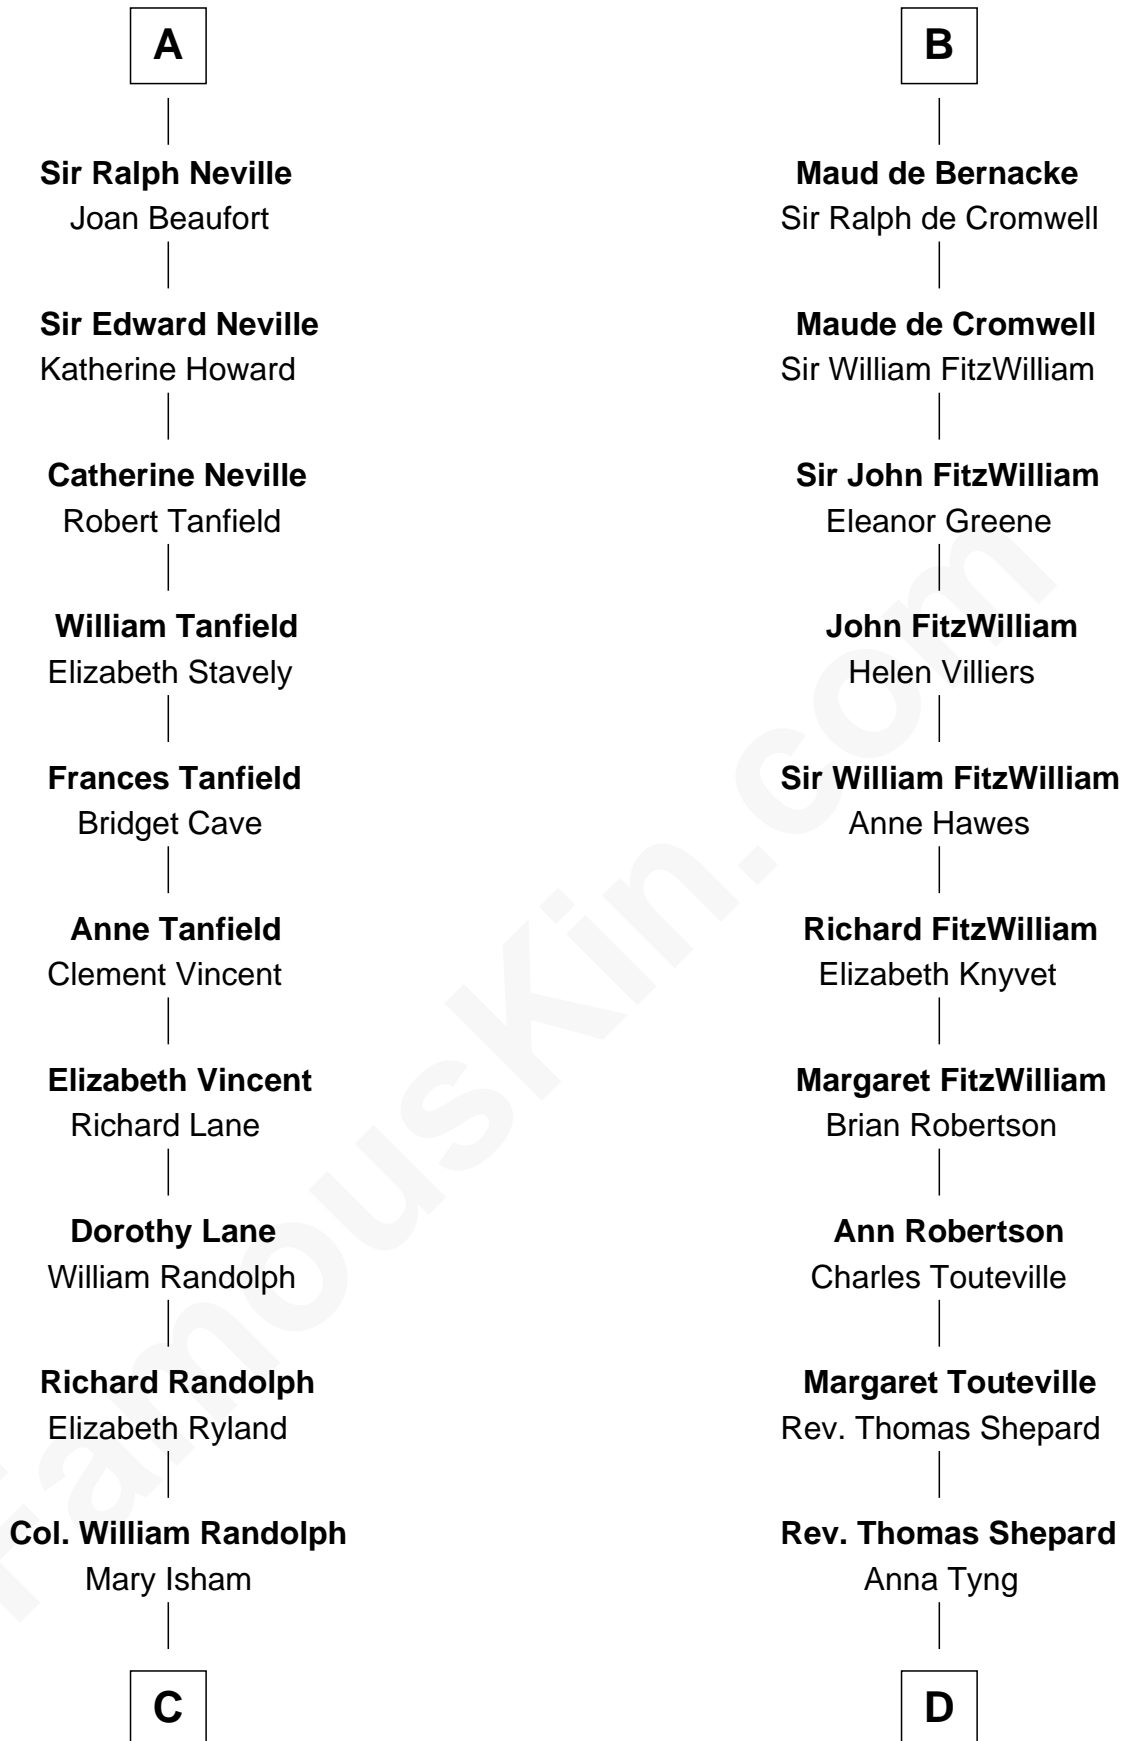 A
Sir Ralph Neville
Joan Beaufort
Sir Edward Neville
Katherine Howard
Catherine Neville
Robert Tanfield
William Tanfield
Elizabeth Stavely
Frances Tanfield
Bridget Cave
Anne Tanfield
Clement Vincent
Elizabeth Vincent
Richard Lane
Dorothy Lane
William Randolph
Richard Randolph
Elizabeth Ryland
Col. William Randolph
Mary Isham
C
B
Maud de Bernacke
Sir Ralph de Cromwell
Maude de Cromwell
Sir William FitzWilliam
Sir John FitzWilliam
Eleanor Greene
John FitzWilliam
Helen Villiers
Sir William FitzWilliam
Anne Hawes
Richard FitzWilliam
Elizabeth Knyvet
Margaret FitzWilliam
Brian Robertson
Ann Robertson
Charles Touteville
Margaret Touteville
Rev. Thomas Shepard
Rev. Thomas Shepard
Anna Tyng
D
FamousKin.com